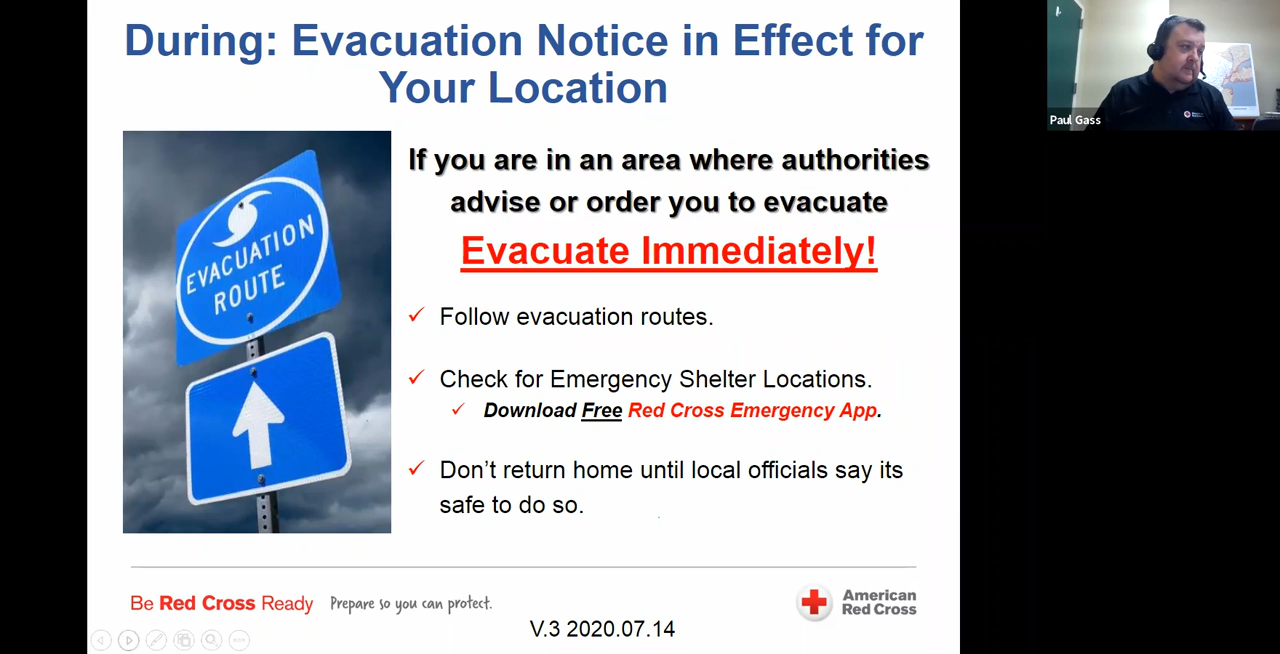 During: Evacuation Notice in Effect for
Your Location
Paul Gass
If you are in an area where authorities
advise or order you to evacuate
Evacuate Immediately!
EVACUATION
ROUTE
Follow evacuation routes.
Check for Emergency Shelter Locations.
Download Free Red Cross Emergency App.
Don’t return home until local officials say its
safe to do so.
Be Red Cross Ready
Prepare so you can protect.
American
Red Cross
V.3 2020.07.14